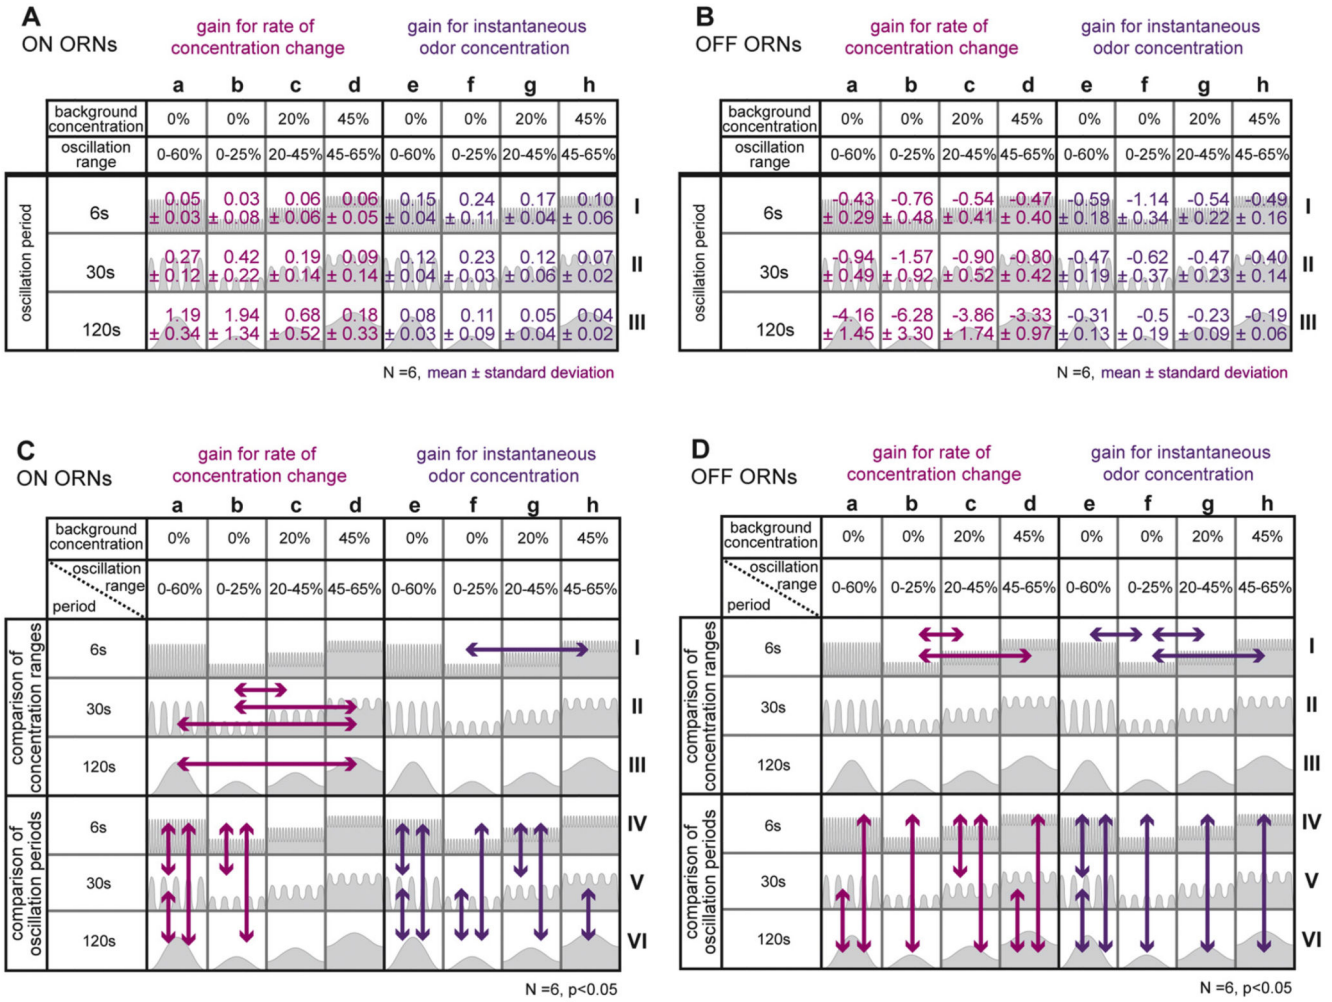 A
ON ORNs
gain for rate of
concentration change
gain for instantaneous
odor concentration
a b c d e f g h
background
concentration
0% 0% 20% 45% 0% 0% 20% 45%
oscillation
range
0-60% 0-25% 20-45% 45-65% 0-60% 0-25% 20-45% 45-65%
oscillation period
6s
0.05 0.03 0.06 0.06 0.15 0.24 0.17 0.10
± 0.03 ± 0.08 ± 0.06 ± 0.05 ± 0.04 ± 0.11 ± 0.04 ± 0.06
I
30s
0.27 0.42 0.19 0.09 0.12 0.23 0.12 0.07
± 0.12 ± 0.22 ± 0.14 ± 0.14 ± 0.04 ± 0.03 ± 0.06 ± 0.02
II
120s
1.19 1.94 0.68 0.18 0.08 0.11 0.05 0.04
± 0.34 ± 1.34 ± 0.52 ± 0.33 ± 0.03 ± 0.09 ± 0.04 ± 0.02
III
N =6, mean ± standard deviation
B
OFF ORNs
gain for rate of
concentration change
gain for instantaneous
odor concentration
a b c d e f g h
background
concentration
0% 0% 20% 45% 0% 0% 20% 45%
oscillation
range
0-60% 0-25% 20-45% 45-65% 0-60% 0-25% 20-45% 45-65%
oscillation period
6s
-0.43 -0.76 -0.54 -0.47 -0.59 -1.14 -0.54 -0.49
± 0.29 ± 0.48 ± 0.41 ± 0.40 ± 0.18 ± 0.34 ± 0.22 ± 0.16
I
30s
-0.94 -1.57 -0.90 -0.80 -0.47 -0.62 -0.47 -0.40
± 0.49 ± 0.92 ± 0.52 ± 0.42 ± 0.19 ± 0.37 ± 0.23 ± 0.14
II
120s
-4.16 -6.28 -3.86 -3.33 -0.31 -0.5 -0.23 -0.19
± 1.45 ± 3.30 ± 1.74 ± 0.97 ± 0.13 ± 0.19 ± 0.09 ± 0.06
III
N =6, mean ± standard deviation
C
ON ORNs
gain for rate of
concentration change
gain for instantaneous
odor concentration
a b c d e f g h
background
concentration
0% 0% 20% 45% 0% 0% 20% 45%
oscillation
range
period
0-60% 0-25% 20-45% 45-65% 0-60% 0-25% 20-45% 45-65%
comparison of
concentration ranges
6s I
30s II
120s III
comparison of
oscillation periods
6s IV
30s V
120s VI
N =6, p<0.05
D
OFF ORNs
gain for rate of
concentration change
gain for instantaneous
odor concentration
a b c d e f g h
background
concentration
0% 0% 20% 45% 0% 0% 20% 45%
oscillation
range
period
0-60% 0-25% 20-45% 45-65% 0-60% 0-25% 20-45% 45-65%
comparison of
concentration ranges
6s I
30s II
120s III
comparison of
oscillation periods
6s IV
30s V
120s VI
N =6, p<0.05